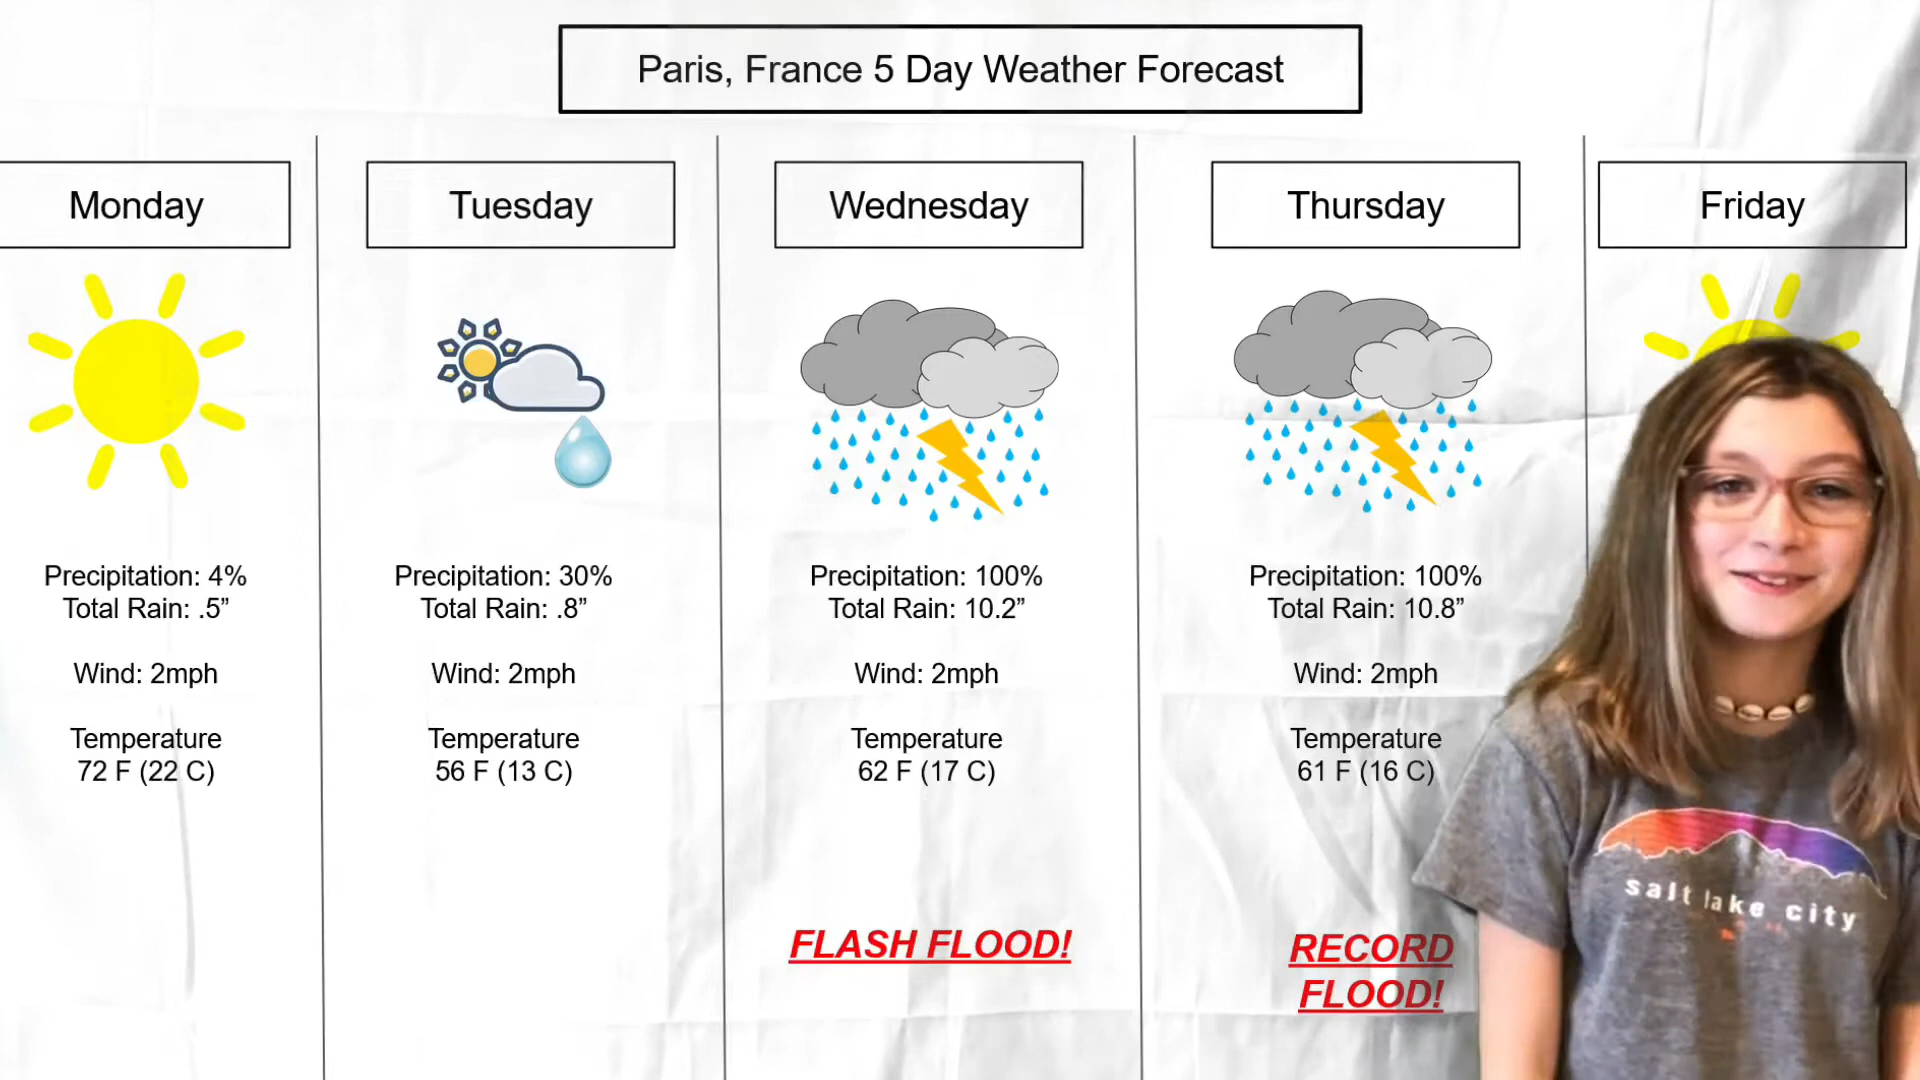 Paris, France 5 Day Weather Forecast
Monday
Precipitation: 4%
Total Rain: .5”
Wind: 2mph
Temperature
72 F (22 C)
Tuesday
Precipitation: 30%
Total Rain: .8”
Wind: 2mph
Temperature
56 F (13 C)
Wednesday
Precipitation: 100%
Total Rain: 10.2”
Wind: 2mph
Temperature
62 F (17 C)
FLASH FLOOD!
Thursday
Precipitation: 100%
Total Rain: 10.8”
Wind: 2mph
Temperature
61 F (16 C)
RECORD
FLOOD!
Friday
salt lake city